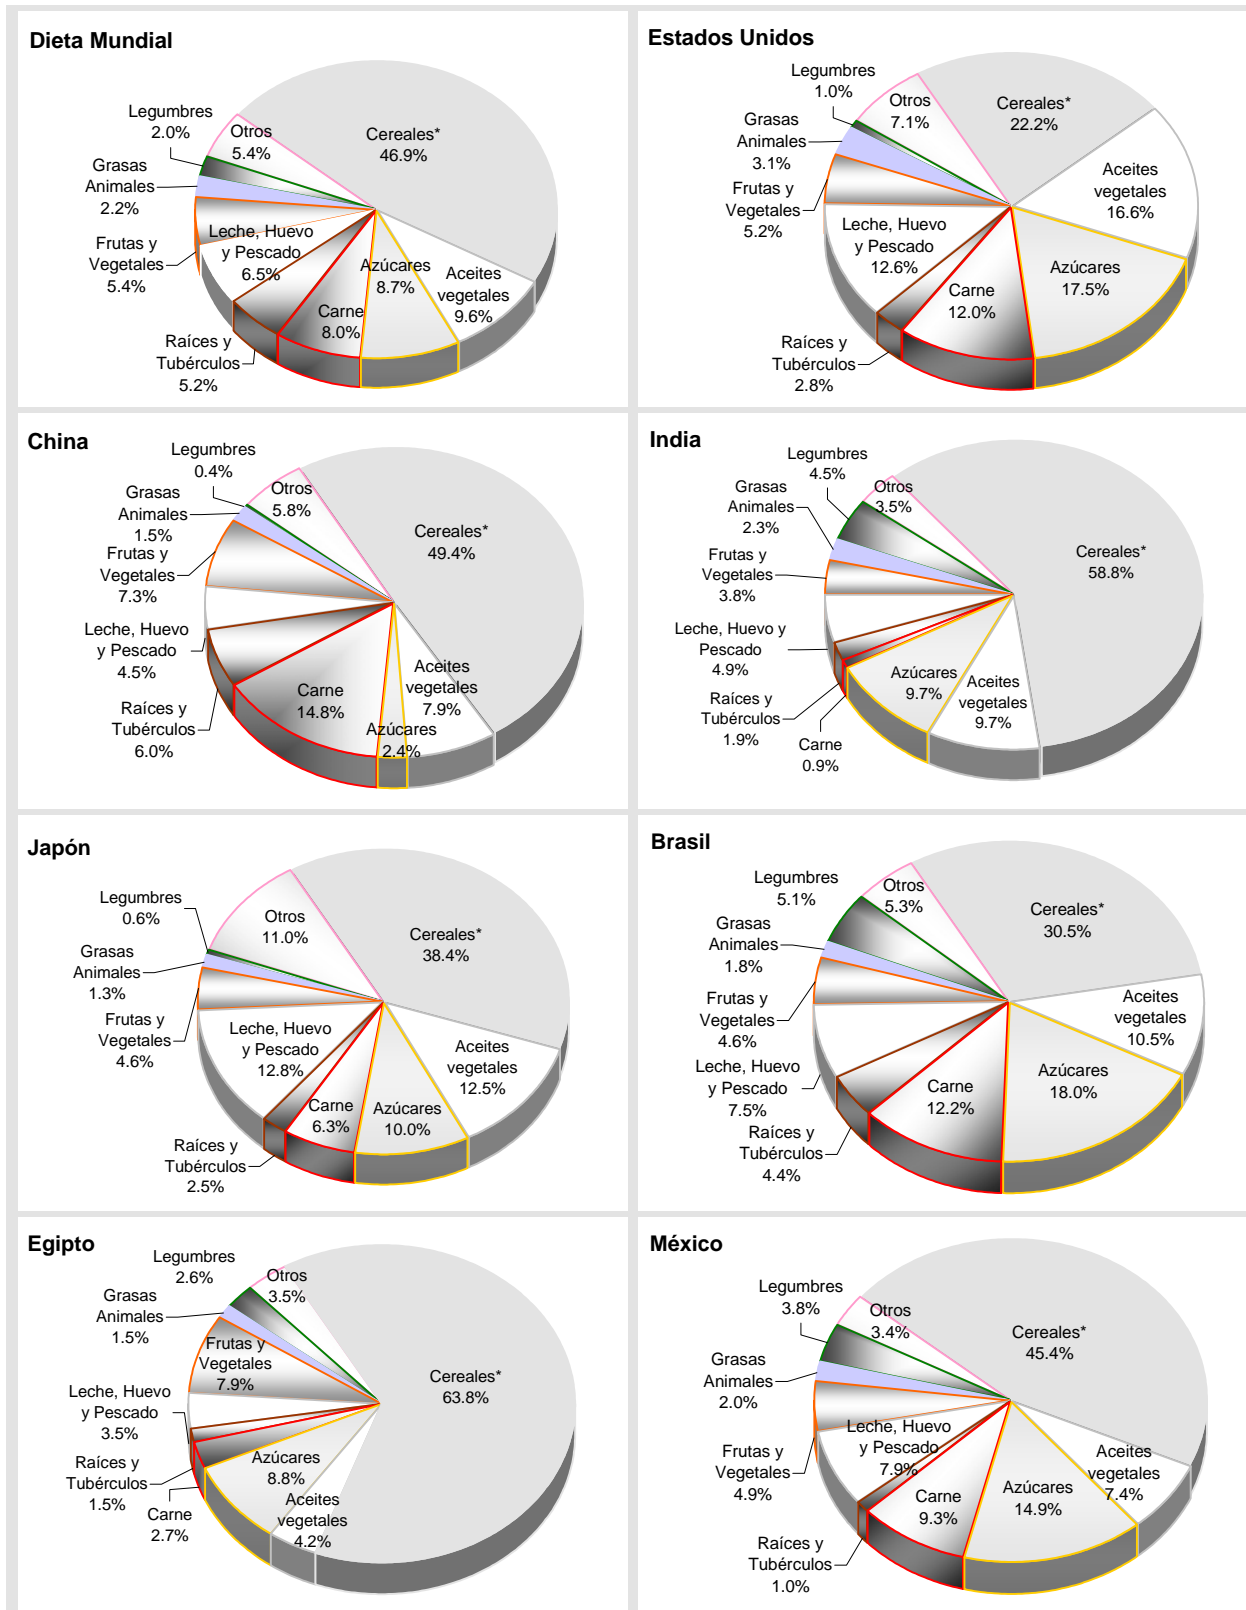 Dieta Mundial
Legumbres
2.0%
Otros
5.4%
Cereales*
46.9%
Grasas
Animales
2.2%
Frutas y
Vegetales
5.4%
Leche, Huevo
y Pescado
6.5%
Raíces y
Tubérculos
5.2%
Carne
8.0%
Azúcares
8.7%
Aceites
vegetales
9.6%
Estados Unidos
Legumbres
1.0%
Otros
7.1%
Cereales*
22.2%
Grasas
Animales
3.1%
Frutas y
Vegetales
5.2%
Leche, Huevo
y Pescado
12.6%
Raíces y
Tubérculos
2.8%
Carne
12.0%
Azúcares
17.5%
Aceites
vegetales
16.6%
China
Legumbres
0.4%
Otros
5.8%
Cereales*
49.4%
Grasas
Animales
1.5%
Frutas y
Vegetales
7.3%
Leche, Huevo
y Pescado
4.5%
Raíces y
Tubérculos
6.0%
Carne
14.8%
Azúcares
2.4%
Aceites
vegetales
7.9%
India
Legumbres
4.5%
Otros
3.5%
Cereales*
58.8%
Grasas
Animales
2.3%
Frutas y
Vegetales
3.8%
Leche, Huevo y
Pescado
4.9%
Raíces y
Tubérculos
1.9%
Carne
0.9%
Azúcares
9.7%
Aceites
vegetales
9.7%
Japón
Legumbres
0.6%
Otros
11.0%
Cereales*
38.4%
Grasas
Animales
1.3%
Frutas y
Vegetales
4.6%
Leche, Huevo
y Pescado
12.8%
Raíces y
Tubérculos
2.5%
Carne
6.3%
Azúcares
10.0%
Aceites
vegetales
12.5%
Brasil
Legumbres
5.1%
Otros
5.3%
Cereales*
30.5%
Grasas
Animales
1.8%
Frutas y
Vegetales
4.6%
Leche, Huevo
y Pescado
7.5%
Raíces y
Tubérculos
4.4%
Carne
12.2%
Azúcares
18.0%
Aceites
vegetales
10.5%
Egipto
Legumbres
2.6%
Otros
3.5%
Cereales*
63.8%
Grasas
Animales
1.5%
Frutas y
Vegetales
7.9%
Leche, Huevo
y Pescado
3.5%
Raíces y
Tubérculos
1.5%
Carne
2.7%
Azúcares
8.8%
Aceites
vegetales
4.2%
México
Legumbres
3.8%
Otros
3.4%
Cereales*
45.4%
Grasas
Animales
2.0%
Frutas y
Vegetales
4.9%
Leche, Huevo
y Pescado
7.9%
Raíces y
Tubérculos
1.0%
Carne
9.3%
Azúcares
14.9%
Aceites
vegetales
7.4%